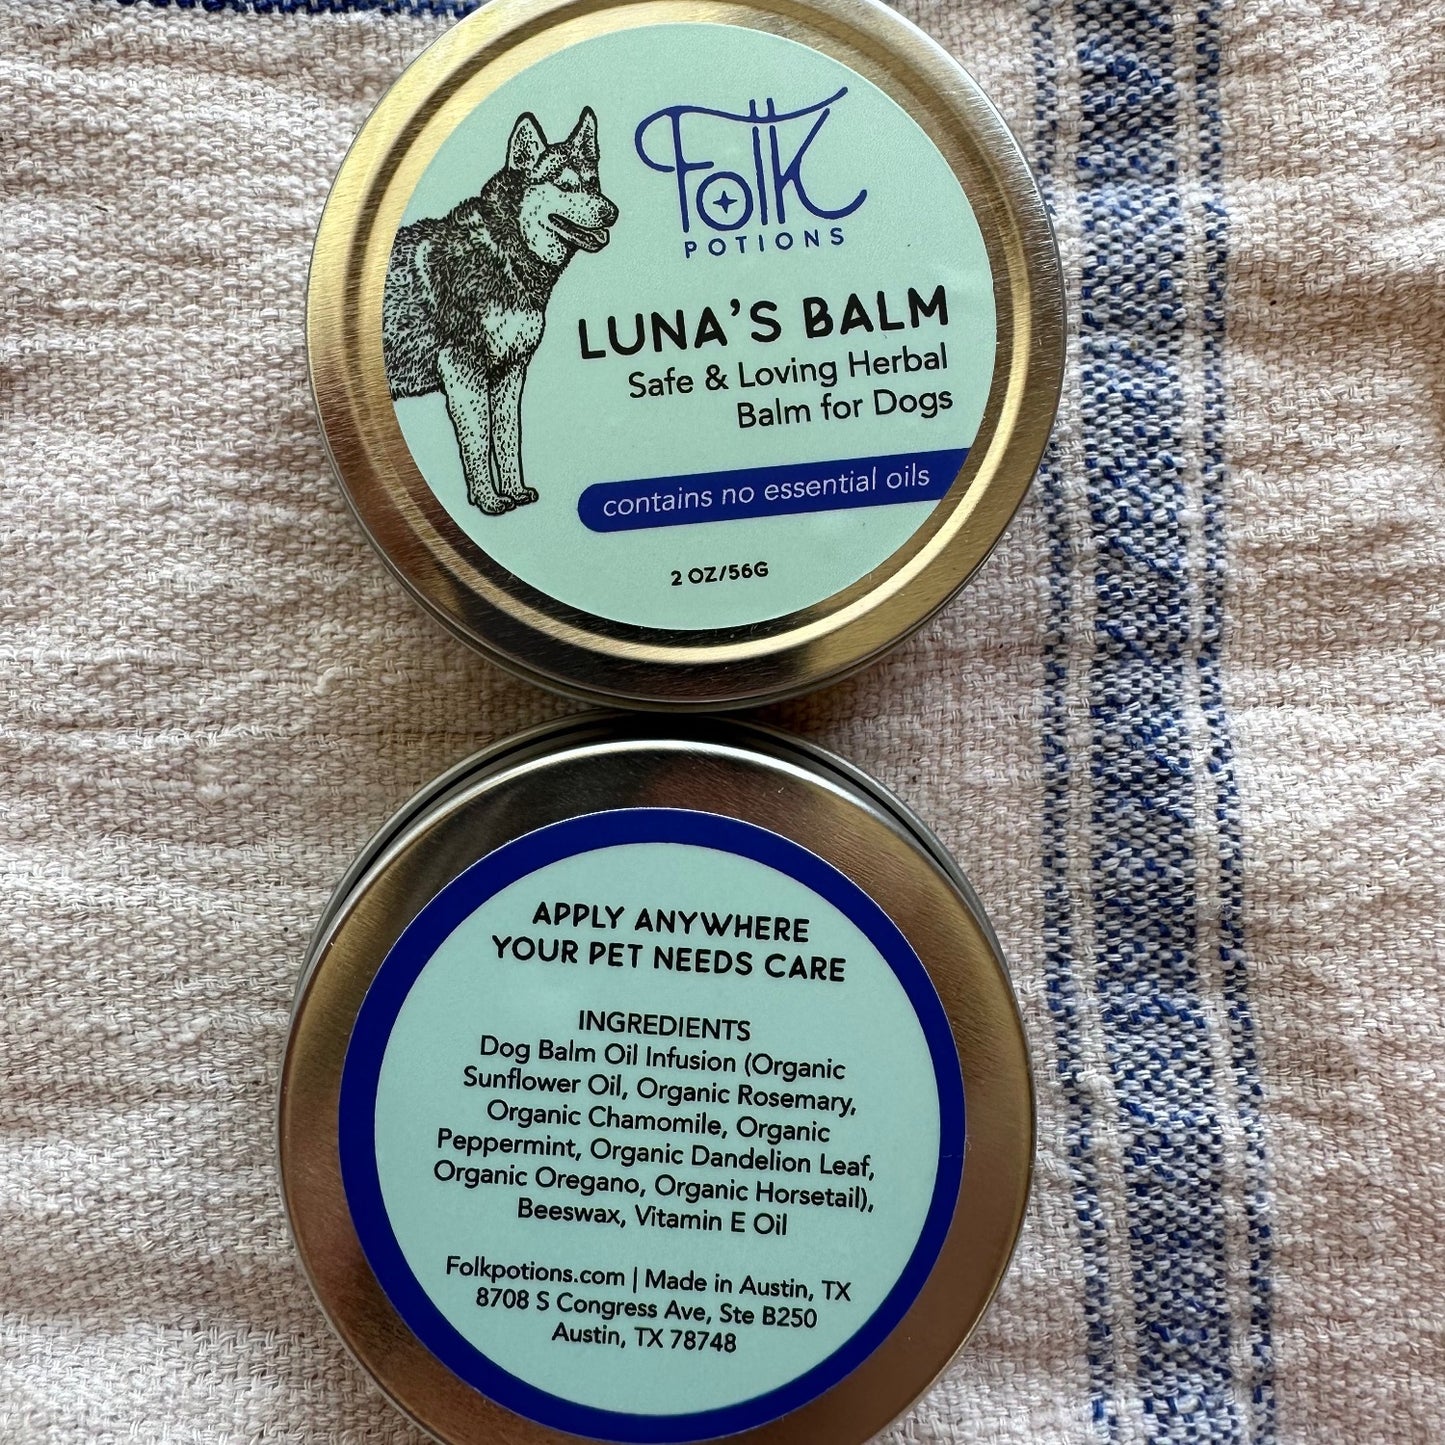 Folk
POTIONS
LUNA'S BALM
Safe & Loving Herbal
Balm for Dogs
contains no essential oils
2 OZ/56G
APPLY ANYWHERE
YOUR PET NEEDS CARE
INGREDIENTS
Dog Balm Oil Infusion (Organic
Sunflower Oil, Organic Rosemary,
Organic Chamomile, Organic
Peppermint, Organic Dandelion Leaf,
Organic Oregano, Organic Horsetail),
Beeswax, Vitamin E Oil
Folkpotions.com | Made in Austin, TX
8708 S Congress Ave, Ste B250
Austin, TX 78748